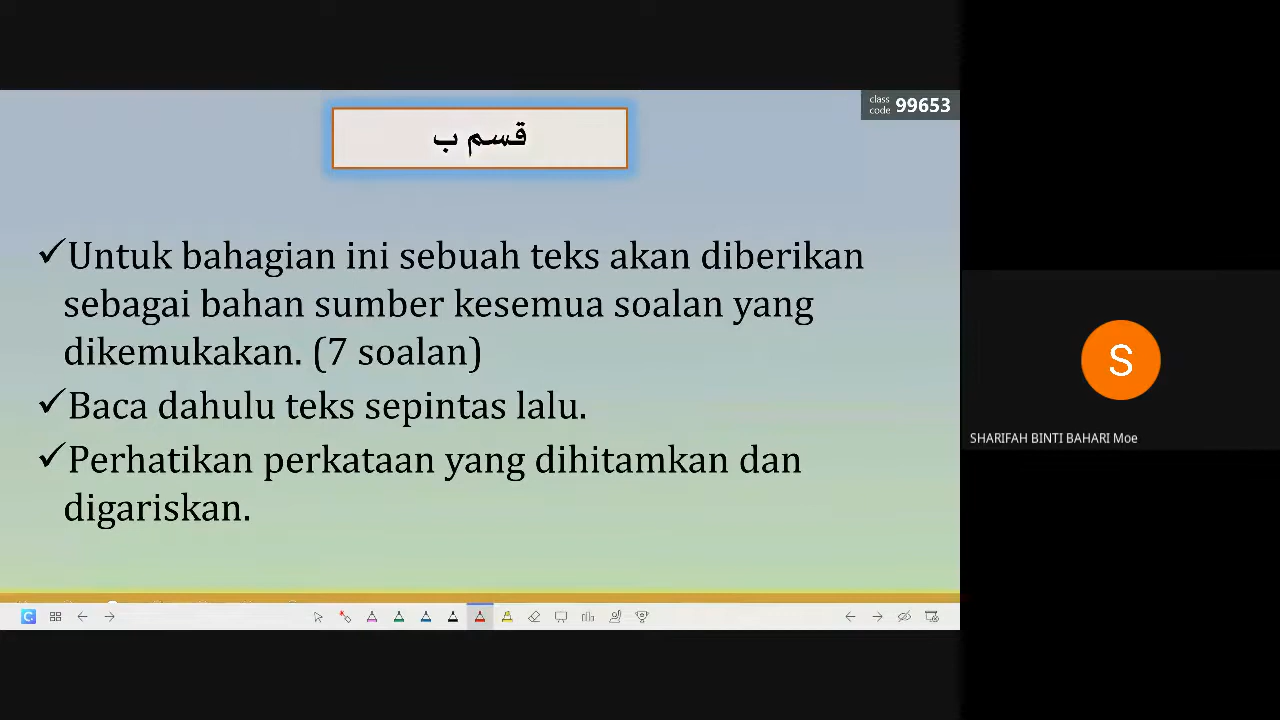 class
code 99653
قسم ب
✓Untuk bahagian ini sebuah teks akan diberikan
sebagai bahan sumber kesemua soalan yang
dikemukakan. (7 soalan)
✓Baca dahulu teks sepintas lalu.
✓Perhatikan perkataan yang dihitamkan dan
digariskan.
S
SHARIFAH BINTI BAHARI Moe